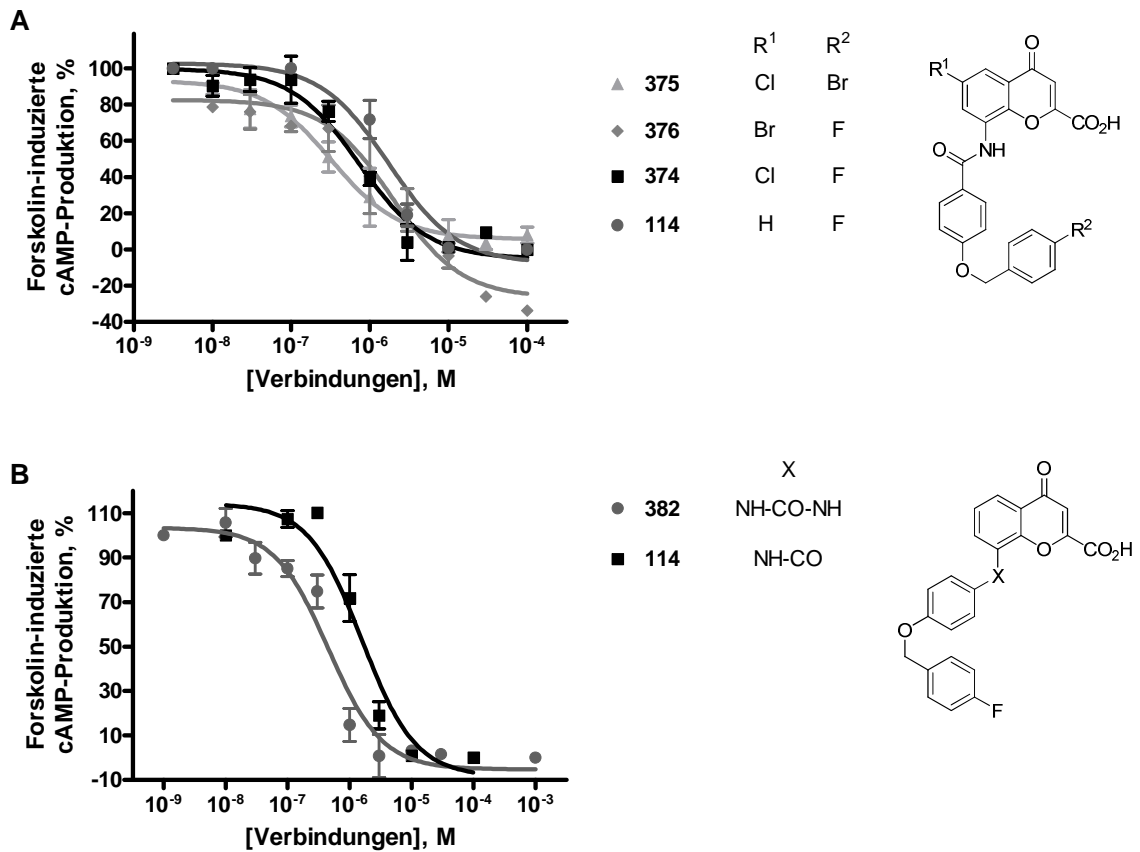 A
Forskolin-induzierte
cAMP-Produktion, %
100
80
60
40
20
0
-20
-40
10-9
10-8
10-7
10-6
10-5
10-4
[Verbindungen], M
R1 R2
375 Cl Br
376 Br F
374 Cl F
114 H F
O
R1
O
CO2H
NH
O
R2
O
B
Forskolin-induzierte
cAMP-Produktion, %
110
90
70
50
30
10
-10
10-9
10-8
10-7
10-6
10-5
10-4
10-3
[Verbindungen], M
X
382 NH-CO-NH
114 NH-CO
O
O
CO2H
X
O
F